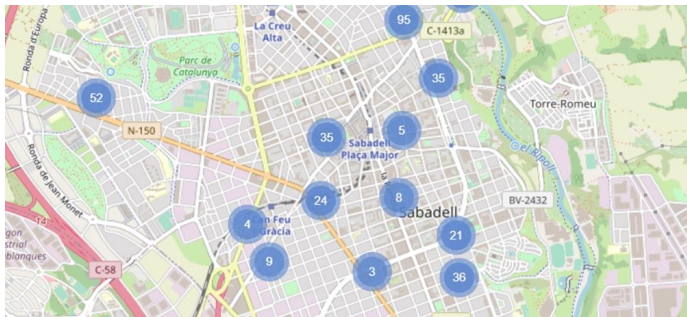 95
La Creu
Alta
C-1413a
Ronda d'Europa
Parc de
Catalunya
35
52
Torre-Romeu
N-150
35
5
Sabadell
Plaça Major
el Ripoll
Ronda de Jean Monet
24
8
BV-2432
Sabadell
4
Can Feu
Gràcia
21
C-58
9
3
36